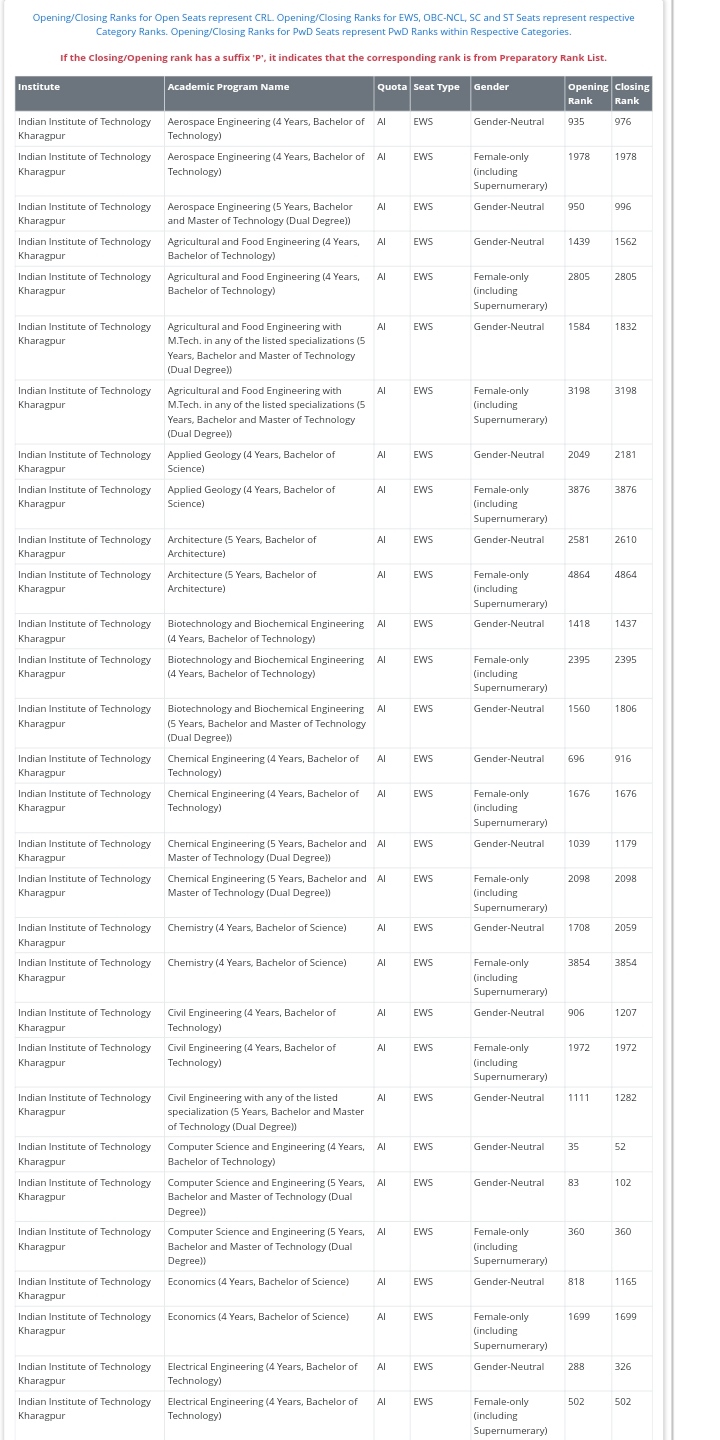 Opening/Closing Ranks for Open Seats represent CRL. Opening/Closing Ranks for EWS, OBC-NCL, SC and ST Seats represent respective
Category Ranks. Opening/Closing Ranks for PwD Seats represent PwD Ranks within Respective Categories.
If the Closing/Opening rank has a suffix 'P', it indicates that the corresponding rank is from Preparatory Rank List.
Institute Academic Program Name Quota Seat Type Gender Opening Closing
Rank Rank
Indian Institute of Technology Aerospace Engineering (4 Years, Bachelor of AI EWS Gender-Neutral 935 976
Kharagpur Technology)
Indian Institute of Technology Aerospace Engineering (4 Years, Bachelor of AI EWS Female-only 1978 1978
Kharagpur Technology) (including
Supernumerary)
Indian Institute of Technology Aerospace Engineering (5 Years, Bachelor AI EWS Gender-Neutral 950 996
Kharagpur and Master of Technology (Dual Degree))
Indian Institute of Technology Agricultural and Food Engineering (4 Years, AI EWS Gender-Neutral 1439 1562
Kharagpur Bachelor of Technology)
Indian Institute of Technology Agricultural and Food Engineering (4 Years, AI EWS Female-only 2805 2805
Kharagpur Bachelor of Technology) (including
Supernumerary)
Indian Institute of Technology Agricultural and Food Engineering with AI EWS Gender-Neutral 1584 1832
Kharagpur M.Tech. in any of the listed specializations (5
Years, Bachelor and Master of Technology
(Dual Degree))
Indian Institute of Technology Agricultural and Food Engineering with AI EWS Female-only 3198 3198
Kharagpur M.Tech. in any of the listed specializations (5 (including
Years, Bachelor and Master of Technology Supernumerary)
(Dual Degree))
Indian Institute of Technology Applied Geology (4 Years, Bachelor of AI EWS Gender-Neutral 2049 2181
Kharagpur Science)
Indian Institute of Technology Applied Geology (4 Years, Bachelor of AI EWS Female-only 3876 3876
Kharagpur Science) (including
Supernumerary)
Indian Institute of Technology Architecture (5 Years, Bachelor of AI EWS Gender-Neutral 2581 2610
Kharagpur Architecture)
Indian Institute of Technology Architecture (5 Years, Bachelor of AI EWS Female-only 4864 4864
Kharagpur Architecture) (including
Supernumerary)
Indian Institute of Technology Biotechnology and Biochemical Engineering AI EWS Gender-Neutral 1418 1437
Kharagpur (4 Years, Bachelor of Technology)
Indian Institute of Technology Biotechnology and Biochemical Engineering AI EWS Female-only 2395 2395
Kharagpur (4 Years, Bachelor of Technology) (including
Supernumerary)
Indian Institute of Technology Biotechnology and Biochemical Engineering AI EWS Gender-Neutral 1560 1806
Kharagpur (5 Years, Bachelor and Master of Technology
(Dual Degree))
Indian Institute of Technology Chemical Engineering (4 Years, Bachelor of AI EWS Gender-Neutral 696 916
Kharagpur Technology)
Indian Institute of Technology Chemical Engineering (4 Years, Bachelor of AI EWS Female-only 1676 1676
Kharagpur Technology) (including
Supernumerary)
Indian Institute of Technology Chemical Engineering (5 Years, Bachelor and AI EWS Gender-Neutral 1039 1179
Kharagpur Master of Technology (Dual Degree))
Indian Institute of Technology Chemical Engineering (5 Years, Bachelor and AI EWS Female-only 2098 2098
Kharagpur Master of Technology (Dual Degree)) (including
Supernumerary)
Indian Institute of Technology Chemistry (4 Years, Bachelor of Science) AI EWS Gender-Neutral 1708 2059
Kharagpur
Indian Institute of Technology Chemistry (4 Years, Bachelor of Science) AI EWS Female-only 3854 3854
Kharagpur (including
Supernumerary)
Indian Institute of Technology Civil Engineering (4 Years, Bachelor of AI EWS Gender-Neutral 906 1207
Kharagpur Technology)
Indian Institute of Technology Civil Engineering (4 Years, Bachelor of AI EWS Female-only 1972 1972
Kharagpur Technology) (including
Supernumerary)
Indian Institute of Technology Civil Engineering with any of the listed AI EWS Gender-Neutral 1111 1282
Kharagpur specialization (5 Years, Bachelor and Master
of Technology (Dual Degree))
Indian Institute of Technology Computer Science and Engineering (4 Years, AI EWS Gender-Neutral 35 52
Kharagpur Bachelor of Technology)
Indian Institute of Technology Computer Science and Engineering (5 Years, AI EWS Gender-Neutral 83 102
Kharagpur Bachelor and Master of Technology (Dual
Degree))
Indian Institute of Technology Computer Science and Engineering (5 Years, AI EWS Female-only 360 360
Kharagpur Bachelor and Master of Technology (Dual (including
Degree)) Supernumerary)
Indian Institute of Technology Economics (4 Years, Bachelor of Science) AI EWS Gender-Neutral 818 1165
Kharagpur
Indian Institute of Technology Economics (4 Years, Bachelor of Science) AI EWS Female-only 1699 1699
Kharagpur (including
Supernumerary)
Indian Institute of Technology Electrical Engineering (4 Years, Bachelor of AI EWS Gender-Neutral 288 326
Kharagpur Technology)
Indian Institute of Technology Electrical Engineering (4 Years, Bachelor of AI EWS Female-only 502 502
Kharagpur Technology) (including
Supernumerary)